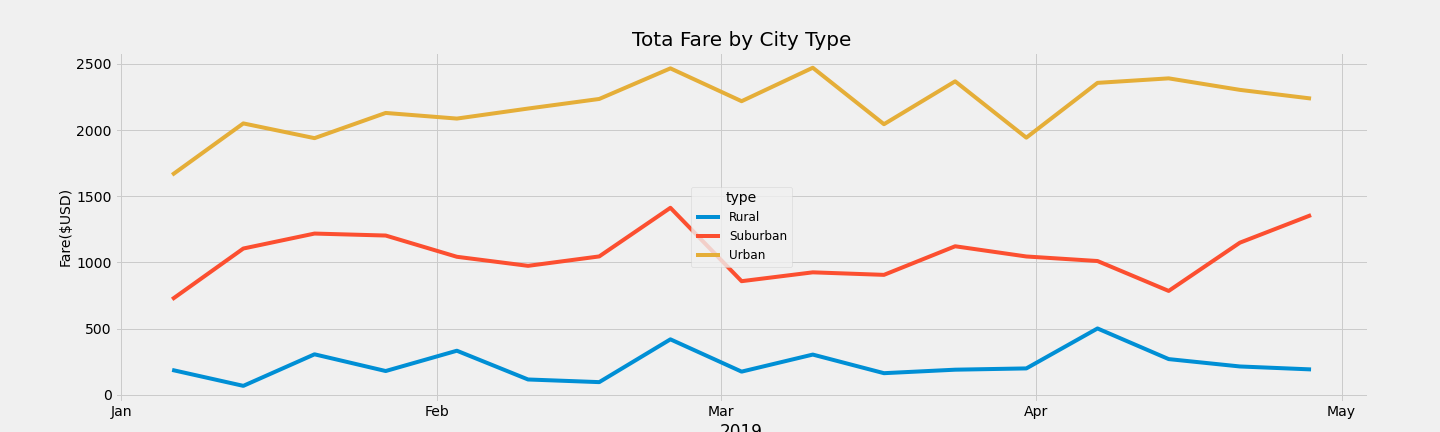 Tota Fare by City Type
Fare($USD)
2500
2000
1500
1000
500
0
type
Rural
Suburban
Urban
Jan Feb Mar Apr May
2019